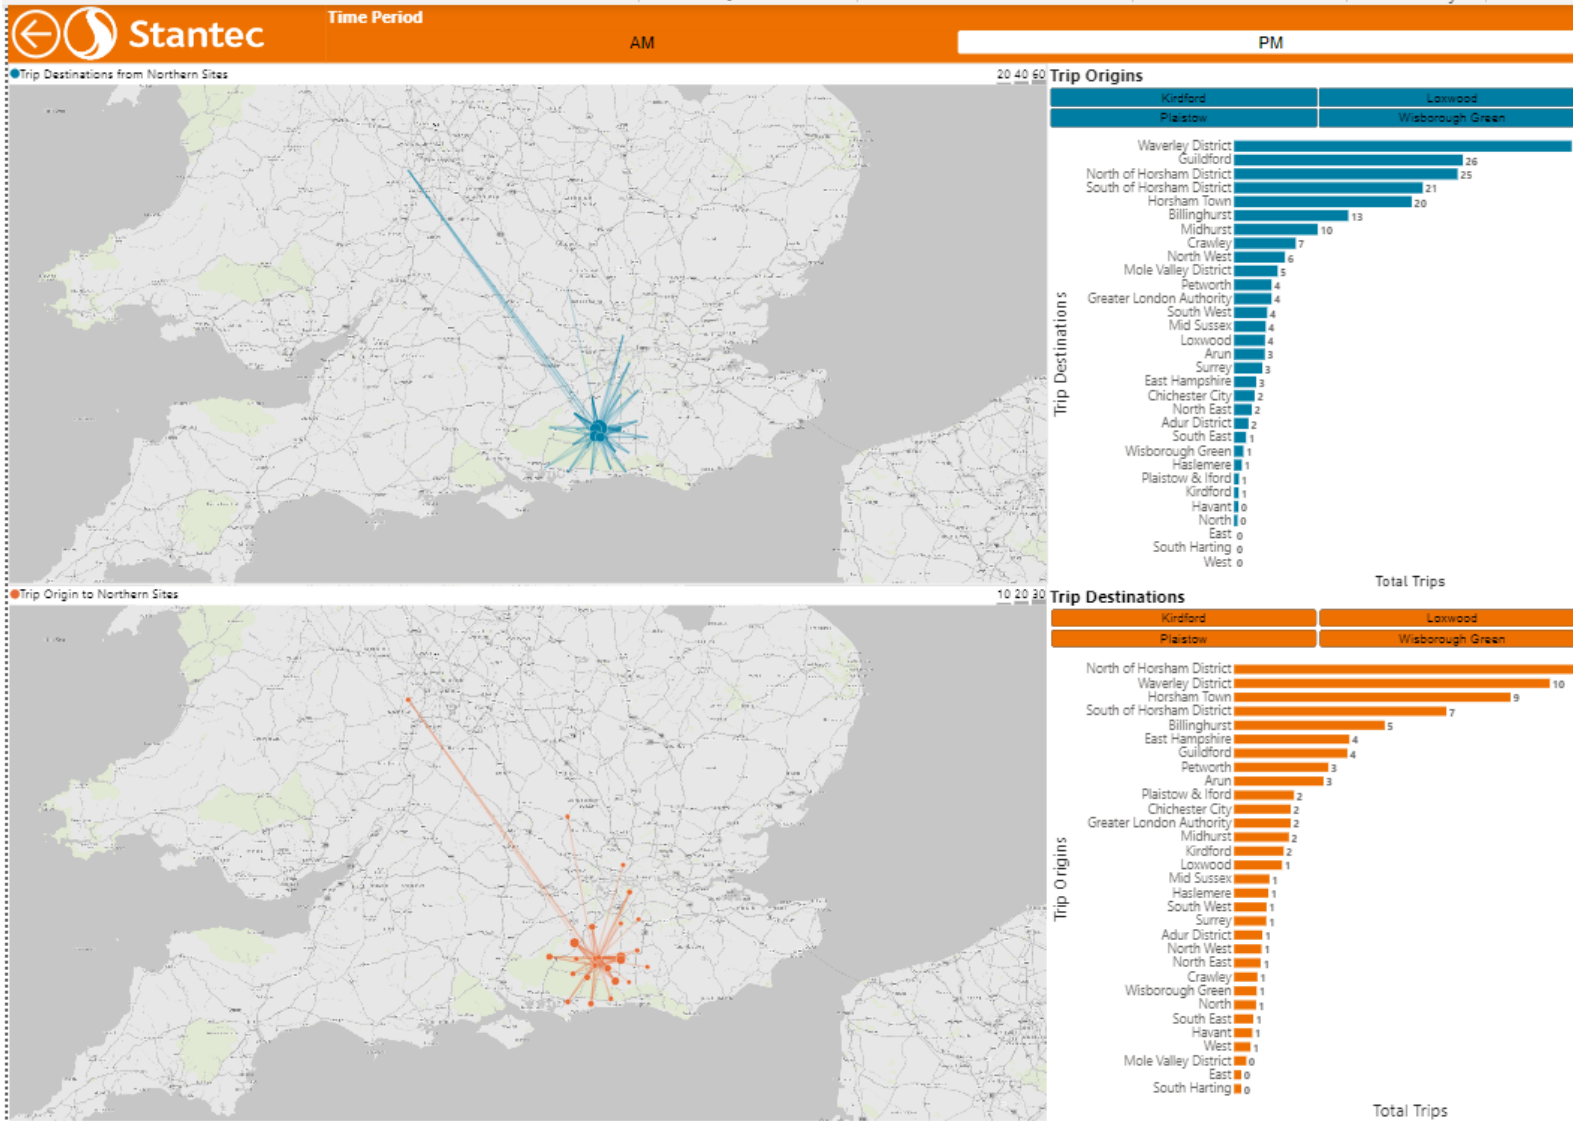 Stantec
Time Period
AM
PM
Trip Destinations from Northern Sites
20 40 60
Trip Origins
Kirdford
Loxwood
Plaistow
Wisborough Green
Trip Destinations
Waverley District
Guildford 26
North of Horsham District 25
South of Horsham District 21
Horsham Town 20
Billinghurst 13
Midhurst 10
Crawley 7
North West 6
Mole Valley District 5
Petworth 4
Greater London Authority 4
South West 4
Mid Sussex 4
Loxwood 4
Arun 3
Surrey 3
East Hampshire 3
Chichester City 2
North East 2
Adur District 2
South East 1
Wisborough Green 1
Haslemere 1
Plaistow & Iford 1
Kirdford 1
Havant 0
North 0
East 0
South Harting 0
West 0
Total Trips
Trip Origin to Northern Sites
10 20 30
Trip Destinations
Kirdford
Loxwood
Plaistow
Wisborough Green
Trip Origins
North of Horsham District
Waverley District 10
Horsham Town 9
South of Horsham District 7
Billinghurst 5
East Hampshire 4
Guildford 4
Petworth 3
Arun 3
Plaistow & Iford 2
Chichester City 2
Greater London Authority 2
Midhurst 2
Kirdford 2
Loxwood 1
Mid Sussex 1
Haslemere 1
South West 1
Surrey 1
Adur District 1
North West 1
North East 1
Crawley 1
Wisborough Green 1
North 1
South East 1
Havant 1
West 1
Mole Valley District 0
East 0
South Harting 0
Total Trips